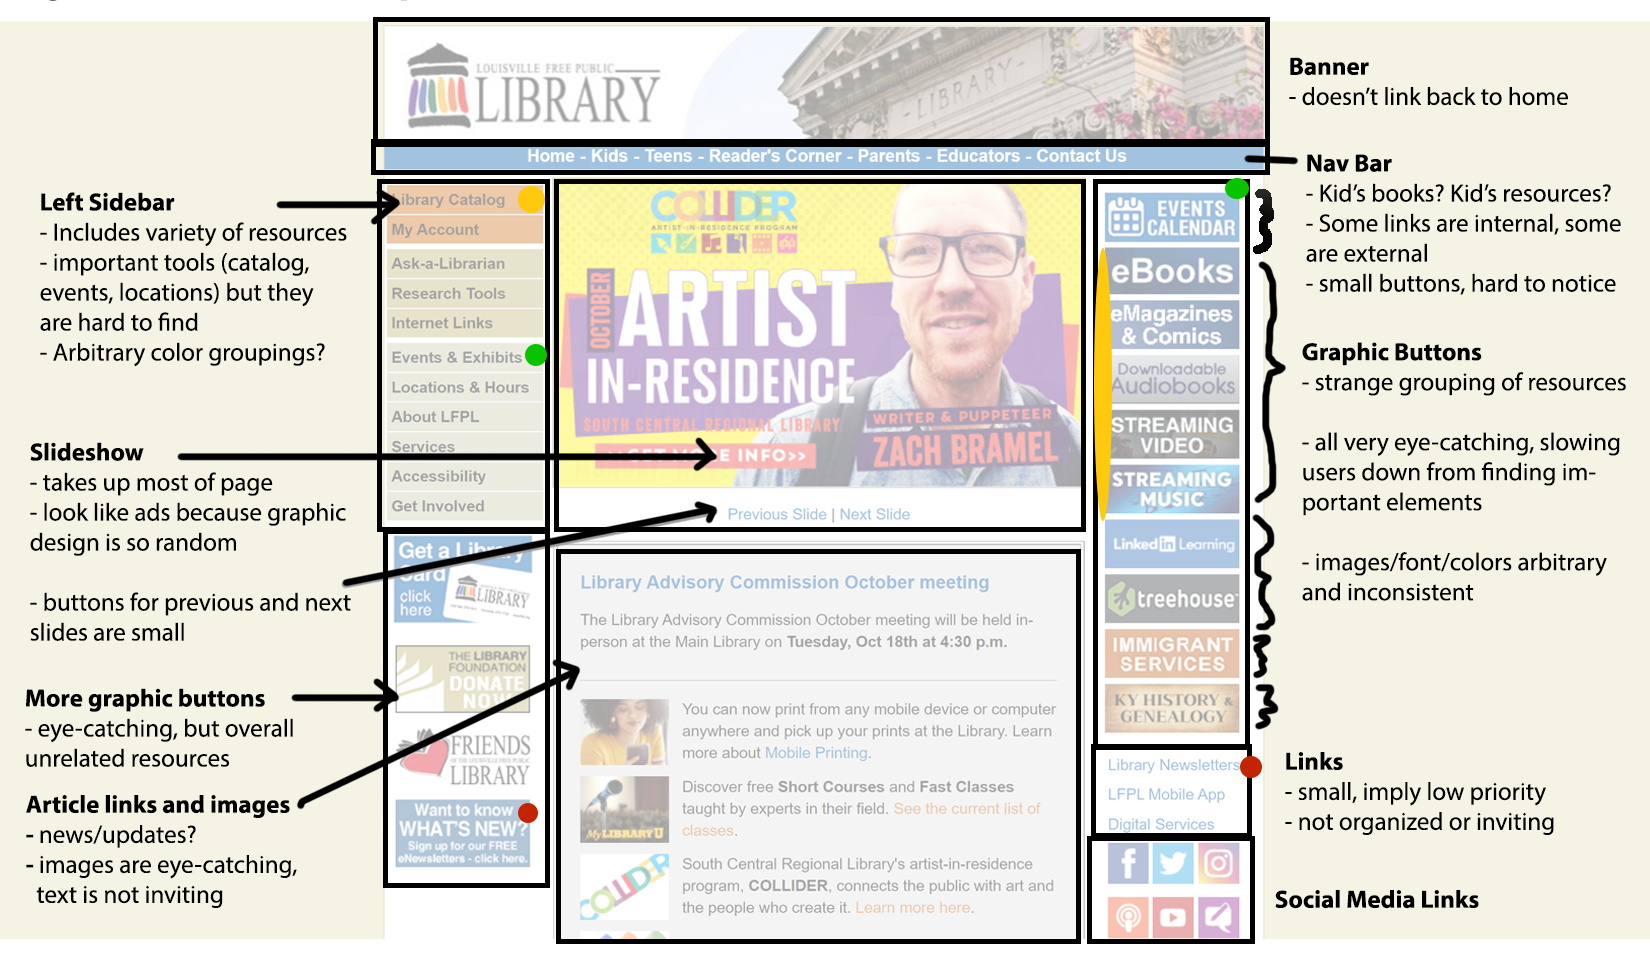 LOUISVILLE FREE PUBLIC
LIBRARY
LIBRARY
Banner
- doesn't link back to home
Home - Kids - Teens - Reader's Corner - Parents - Educators - Contact Us
Nav Bar
- Kid's books? Kid's resources?
- Some links are internal, some
are external
- small buttons, hard to notice
Left Sidebar
- Includes variety of resources
- important tools (catalog,
events, locations) but they
are hard to find
- Arbitrary color groupings?
Library Catalog
My Account
Ask-a-Librarian
Research Tools
Internet Links
Events & Exhibits
Locations & Hours
About LFPL
Services
Accessibility
Get Involved
COLLIDER
ARTIST-IN-RESIDENCE PROGRAM
OCTOBER
ARTIST
IN-RESIDENCE
SOUTH CENTRAL REGIONAL LIBRARY
>>GET MORE INFO>>
WRITER & PUPPETEER
ZACH BRAMEL
Previous Slide | Next Slide
EVENTS
CALENDAR
eBooks
eMagazines
& Comics
Downloadable
Audiobooks
STREAMING
VIDEO
STREAMING
MUSIC
Linked in Learning
treehouse
IMMIGRANT
SERVICES
KY HISTORY &
GENEALOGY
Graphic Buttons
- strange grouping of resources
- all very eye-catching, slowing
users down from finding im-
portant elements
- images/font/colors arbitrary
and inconsistent
Slideshow
- takes up most of page
- look like ads because graphic
design is so random
- buttons for previous and next
slides are small
Get a Library
Card
click
here
LIBRARY
THE LIBRARY
FOUNDATION
DONATE
NOW
FRIENDS
OF THE LOUISVILLE FREE PUBLIC
LIBRARY
Want to know
WHAT'S NEW?
Sign up for our FREE
eNewsletters - click here.
More graphic buttons
- eye-catching, but overall
unrelated resources
Article links and images
- news/updates?
- images are eye-catching,
text is not inviting
Library Advisory Commission October meeting
The Library Advisory Commission October meeting will be held in-
person at the Main Library on Tuesday, Oct 18th at 4:30 p.m.
You can now print from any mobile device or computer
anywhere and pick up your prints at the Library. Learn
more about Mobile Printing.
My LIBRARY U
Discover free Short Courses and Fast Classes
taught by experts in their field. See the current list of
classes.
COLLIDER
South Central Regional Library's artist-in-residence
program, COLLIDER, connects the public with art and
the people who create it. Learn more here.
Library Newsletters
LFPL Mobile App
Digital Services
Links
- small, imply low priority
- not organized or inviting
Social Media Links